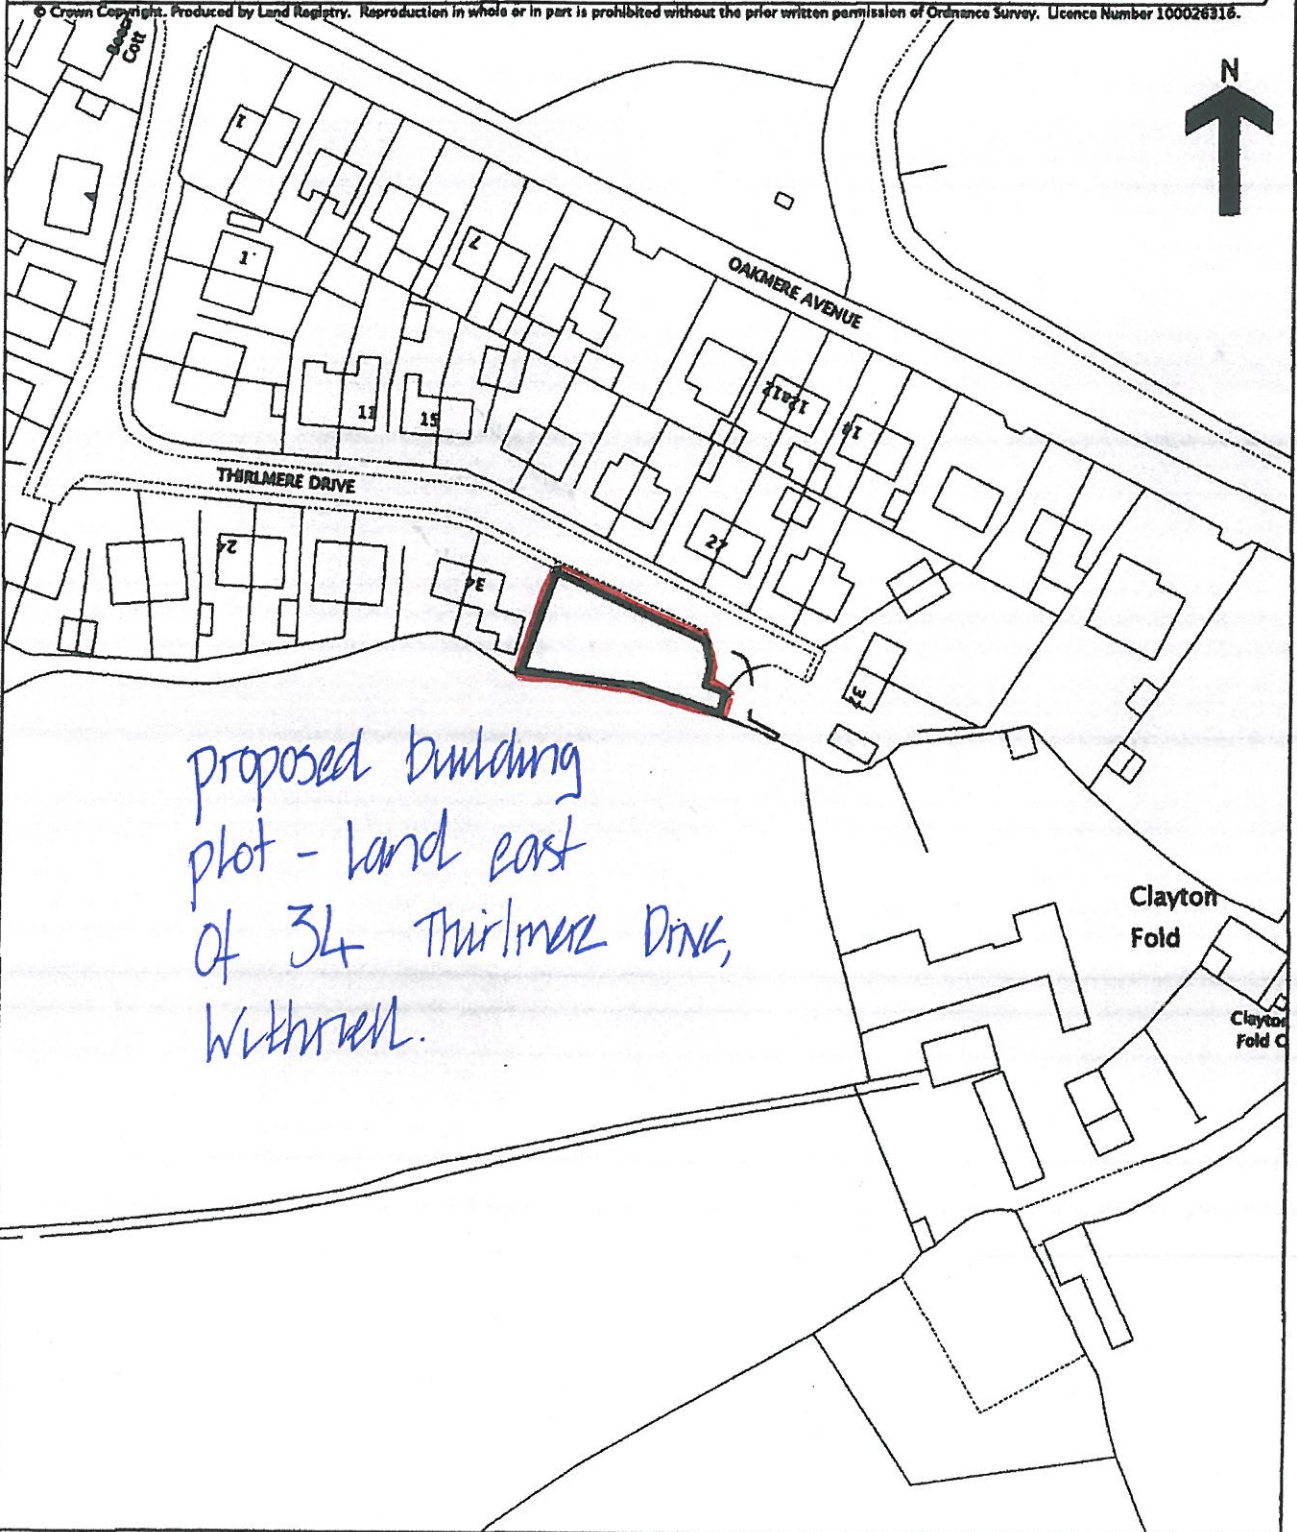 © Crown Copyright. Produced by Land Registry. Reproduction in whole or in part is prohibited without the prior written permission of Ordnance Survey. Licence Number 100026316.
Cott
N
1
7
1
OAKMERE AVENUE
12a12
14
11
15
THIRLMERE DRIVE
24
34
27
37
proposed building
plot - land east
of 34 Thirlmere Drive,
Withnell.
Clayton
Fold
Clayton
Fold C